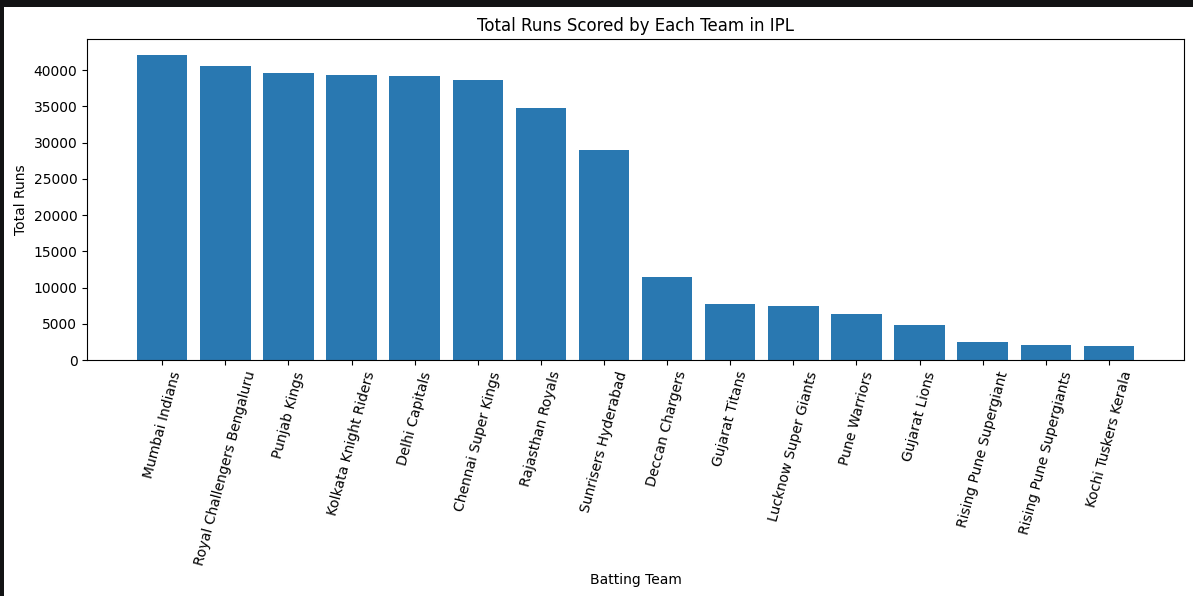 Total Runs Scored by Each Team in IPL
Total Runs
40000
35000
30000
25000
20000
15000
10000
5000
0
Mumbai Indians
Royal Challengers Bengaluru
Punjab Kings
Kolkata Knight Riders
Delhi Capitals
Chennai Super Kings
Rajasthan Royals
Sunrisers Hyderabad
Deccan Chargers
Gujarat Titans
Lucknow Super Giants
Pune Warriors
Gujarat Lions
Rising Pune Supergiant
Rising Pune Supergiants
Kochi Tuskers Kerala
Batting Team